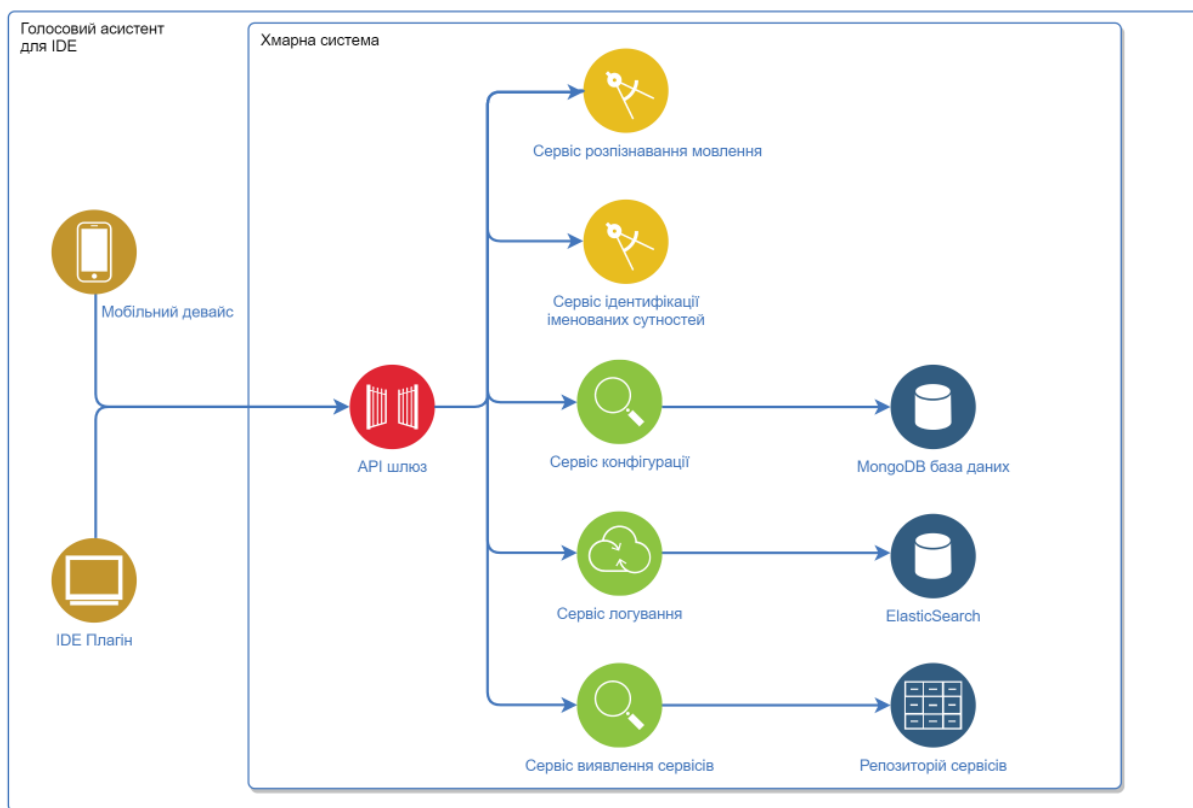 Голосовий асистент
для IDE
Хмарна система
Сервіс розпізнавання мовлення
Мобільний девайс
Сервіс ідентифікації
іменованих сутностей
API шлюз
Сервіс конфігурації
MongoDB база даних
Сервіс логування
ElasticSearch
IDE Плагін
Сервіс виявлення сервісів
Репозиторій сервісів